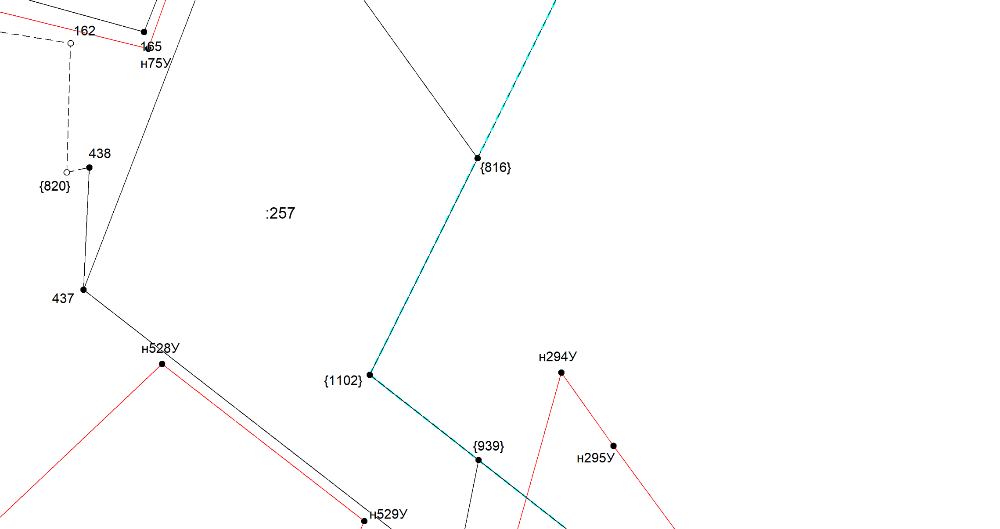 162
165
н75У
438
{816}
{820}
:257
437
н528У
н294У
{1102}
{939}
н295У
н529У